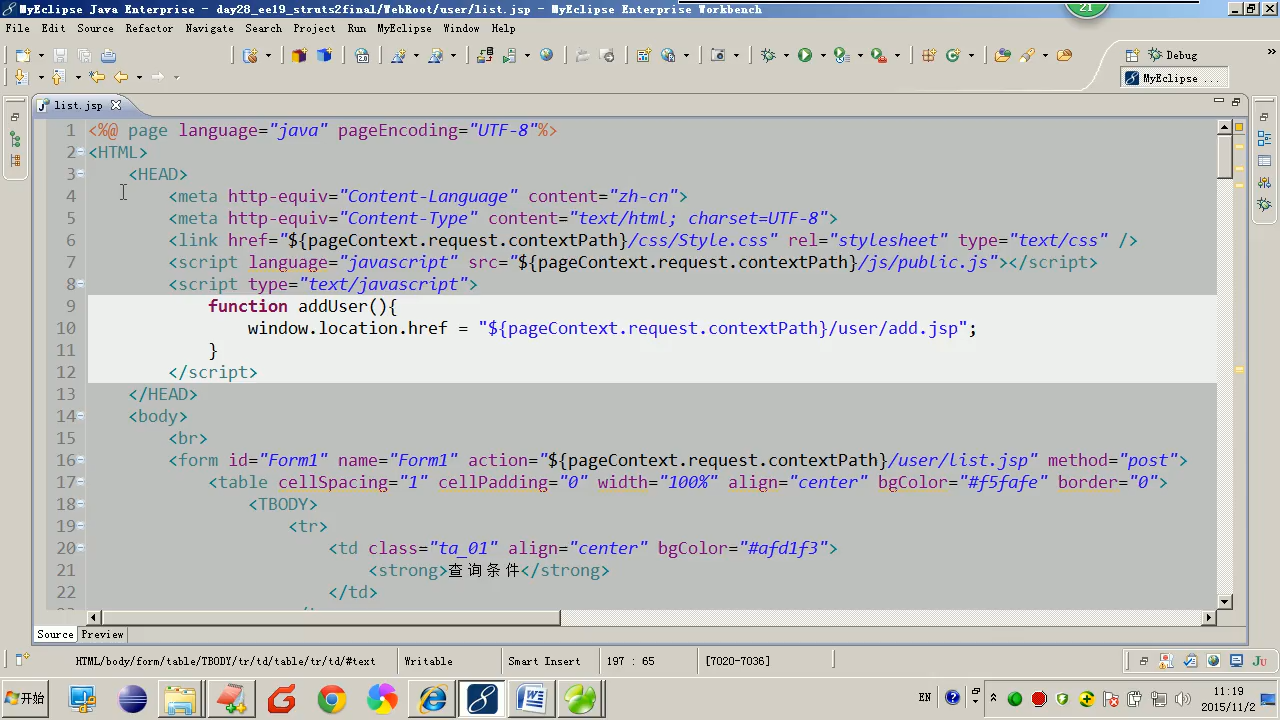 MyEclipse Java Enterprise - day28_ee19_struts2final/WebRoot/user/list.jsp - MyEclipse Enterprise Workbench
21
File Edit Source Refactor Navigate Search Project Run MyEclipse Window Help
Debug
MyEclipse ...
list.jsp
1 <%@ page language="java" pageEncoding="UTF-8"%>
2 <HTML>
3 <HEAD>
4 <meta http-equiv="Content-Language" content="zh-cn">
5 <meta http-equiv="Content-Type" content="text/html; charset=UTF-8">
6 <link href="${pageContext.request.contextPath}/css/Style.css" rel="stylesheet" type="text/css" />
7 <script language="javascript" src="${pageContext.request.contextPath}/js/public.js"></script>
8 <script type="text/javascript">
9 function addUser(){
10 window.location.href = "${pageContext.request.contextPath}/user/add.jsp";
11 }
12 </script>
13 </HEAD>
14 <body>
15 <br>
16 <form id="Form1" name="Form1" action="${pageContext.request.contextPath}/user/list.jsp" method="post">
17 <table cellSpacing="1" cellPadding="0" width="100%" align="center" bgColor="#f5fafe" border="0">
18 <TBODY>
19 <tr>
20 <td class="ta_01" align="center" bgColor="#afd1f3">
21 <strong>查询条件</strong>
22 </td>
Source Preview
HTML/body/form/table/TBODY/tr/td/table/tr/td/#text Writable Smart Insert 197 : 65 [7020-7036]
开始 EN 11:19
2015/11/2